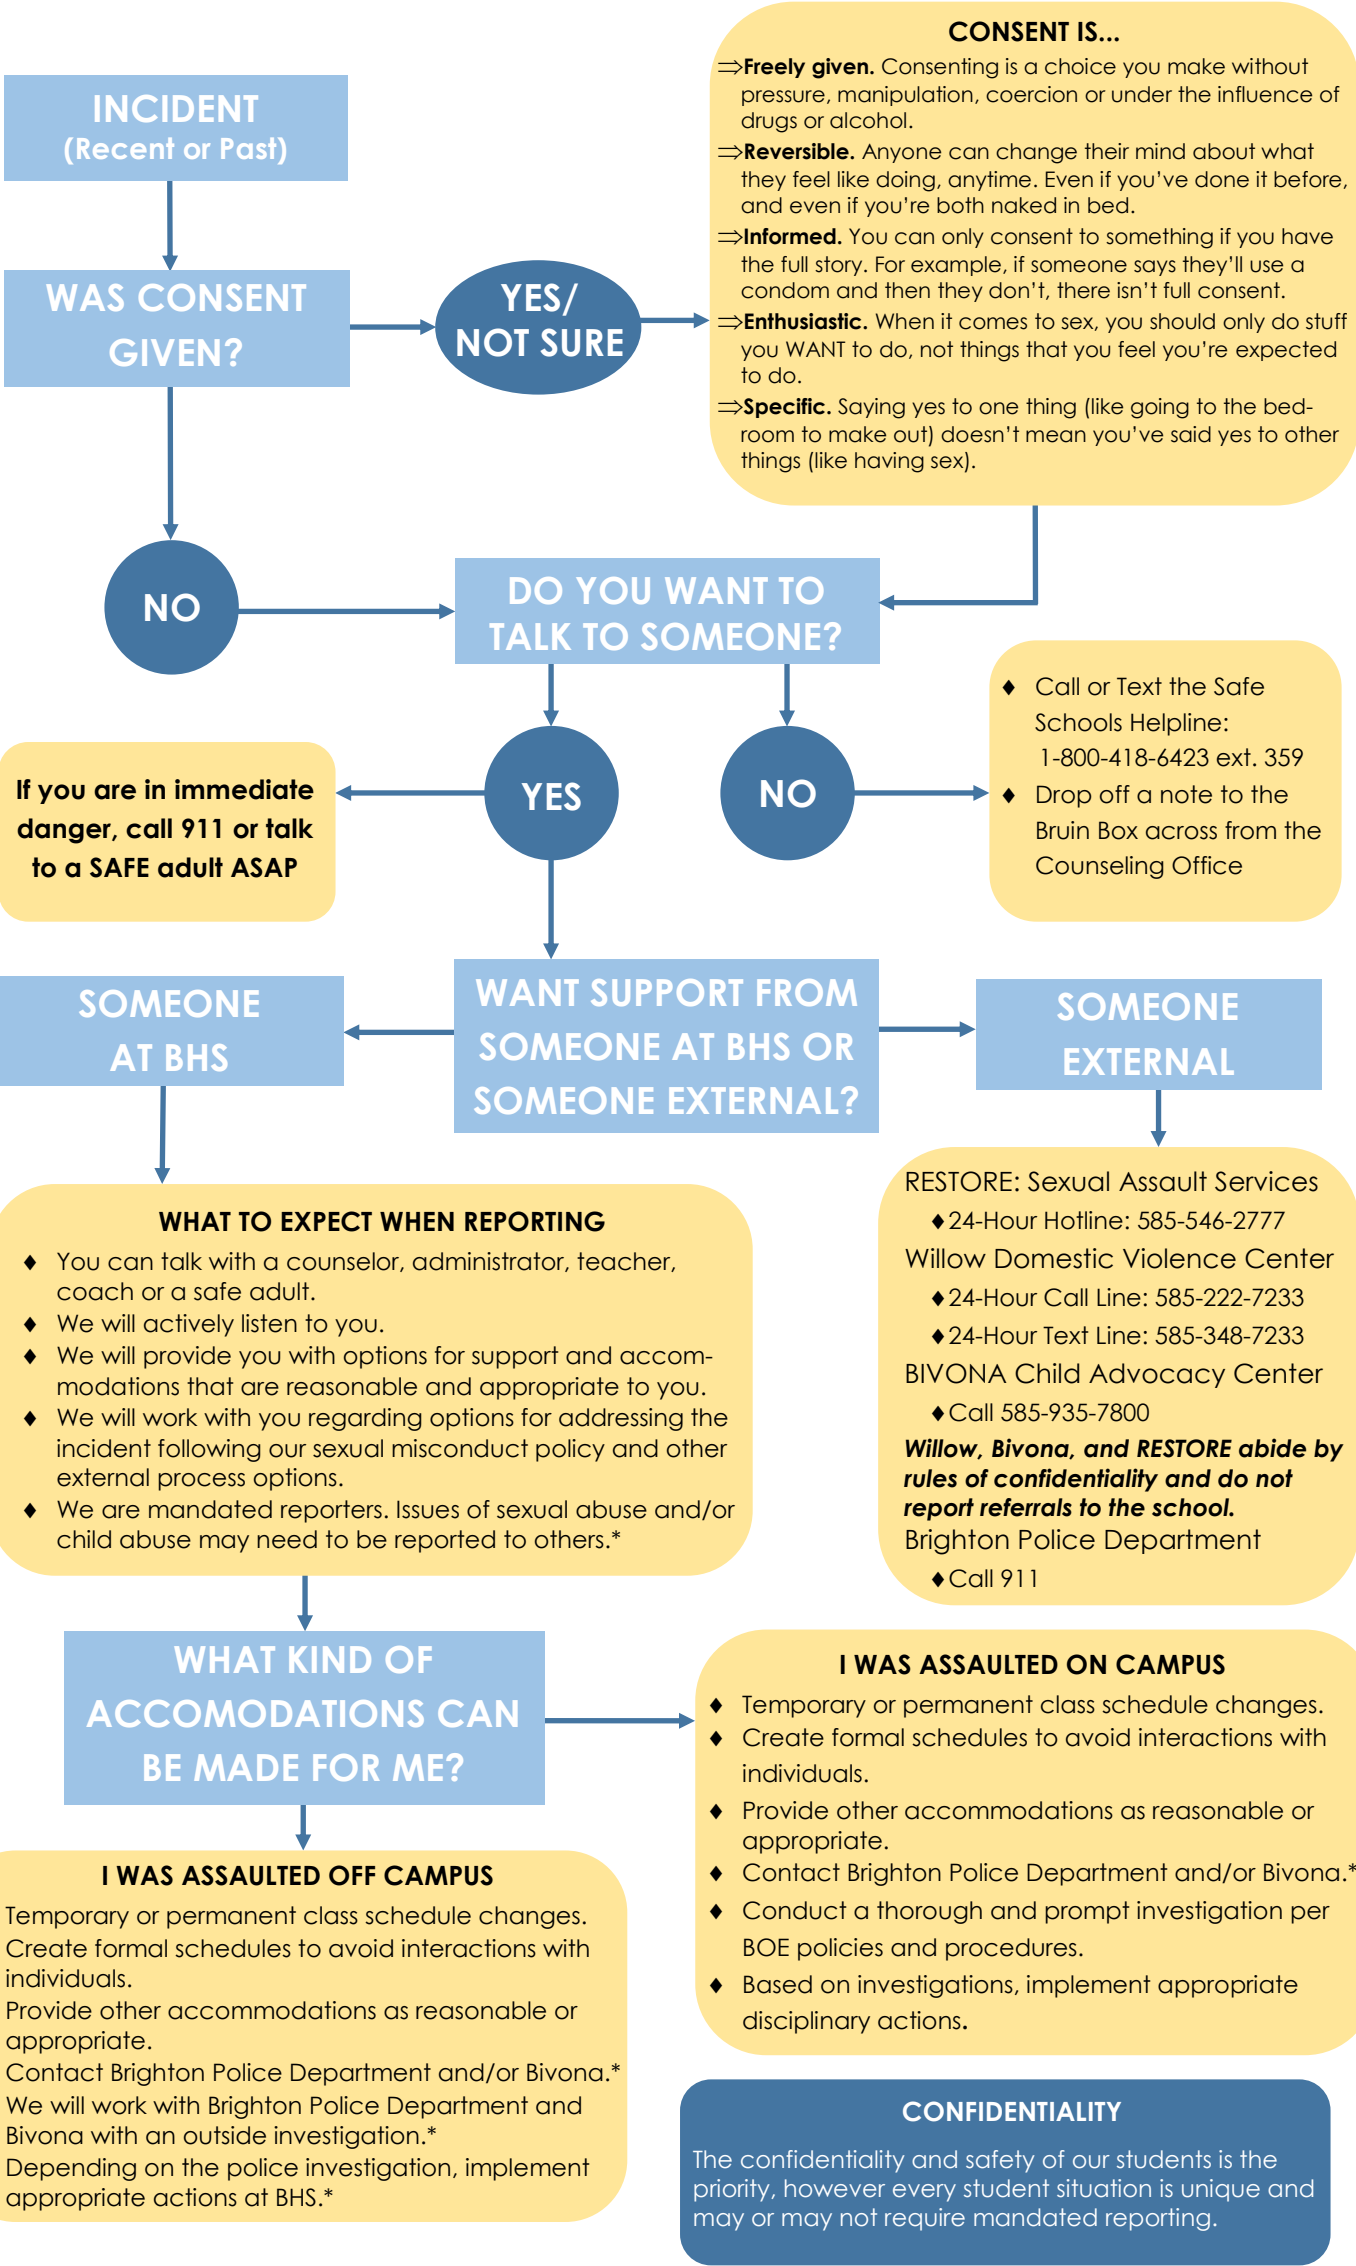 INCIDENT
(Recent or Past)
WAS CONSENT
GIVEN?
YES/
NOT SURE
CONSENT IS...
⇒Freely given. Consenting is a choice you make without
pressure, manipulation, coercion or under the influence of
drugs or alcohol.
⇒Reversible. Anyone can change their mind about what
they feel like doing, anytime. Even if you’ve done it before,
and even if you’re both naked in bed.
⇒Informed. You can only consent to something if you have
the full story. For example, if someone says they’ll use a
condom and then they don’t, there isn’t full consent.
⇒Enthusiastic. When it comes to sex, you should only do stuff
you WANT to do, not things that you feel you’re expected
to do.
⇒Specific. Saying yes to one thing (like going to the bed-
room to make out) doesn’t mean you’ve said yes to other
things (like having sex).
NO
DO YOU WANT TO
TALK TO SOMEONE?
YES
NO
If you are in immediate
danger, call 911 or talk
to a SAFE adult ASAP
♦ Call or Text the Safe
Schools Helpline:
1-800-418-6423 ext. 359
♦ Drop off a note to the
Bruin Box across from the
Counseling Office
WANT SUPPORT FROM
SOMEONE AT BHS OR
SOMEONE EXTERNAL?
SOMEONE
AT BHS
SOMEONE
EXTERNAL
WHAT TO EXPECT WHEN REPORTING
♦ You can talk with a counselor, administrator, teacher,
coach or a safe adult.
♦ We will actively listen to you.
♦ We will provide you with options for support and accom-
modations that are reasonable and appropriate to you.
♦ We will work with you regarding options for addressing the
incident following our sexual misconduct policy and other
external process options.
♦ We are mandated reporters. Issues of sexual abuse and/or
child abuse may need to be reported to others.*
RESTORE: Sexual Assault Services
♦24-Hour Hotline: 585-546-2777
Willow Domestic Violence Center
♦24-Hour Call Line: 585-222-7233
♦24-Hour Text Line: 585-348-7233
BIVONA Child Advocacy Center
♦Call 585-935-7800
Willow, Bivona, and RESTORE abide by
rules of confidentiality and do not
report referrals to the school.
Brighton Police Department
♦Call 911
WHAT KIND OF
ACCOMODATIONS CAN
BE MADE FOR ME?
I WAS ASSAULTED ON CAMPUS
♦ Temporary or permanent class schedule changes.
♦ Create formal schedules to avoid interactions with
individuals.
♦ Provide other accommodations as reasonable or
appropriate.
♦ Contact Brighton Police Department and/or Bivona.*
♦ Conduct a thorough and prompt investigation per
BOE policies and procedures.
♦ Based on investigations, implement appropriate
disciplinary actions.
I WAS ASSAULTED OFF CAMPUS
Temporary or permanent class schedule changes.
Create formal schedules to avoid interactions with
individuals.
Provide other accommodations as reasonable or
appropriate.
Contact Brighton Police Department and/or Bivona.*
We will work with Brighton Police Department and
Bivona with an outside investigation.*
Depending on the police investigation, implement
appropriate actions at BHS.*
CONFIDENTIALITY
The confidentiality and safety of our students is the
priority, however every student situation is unique and
may or may not require mandated reporting.